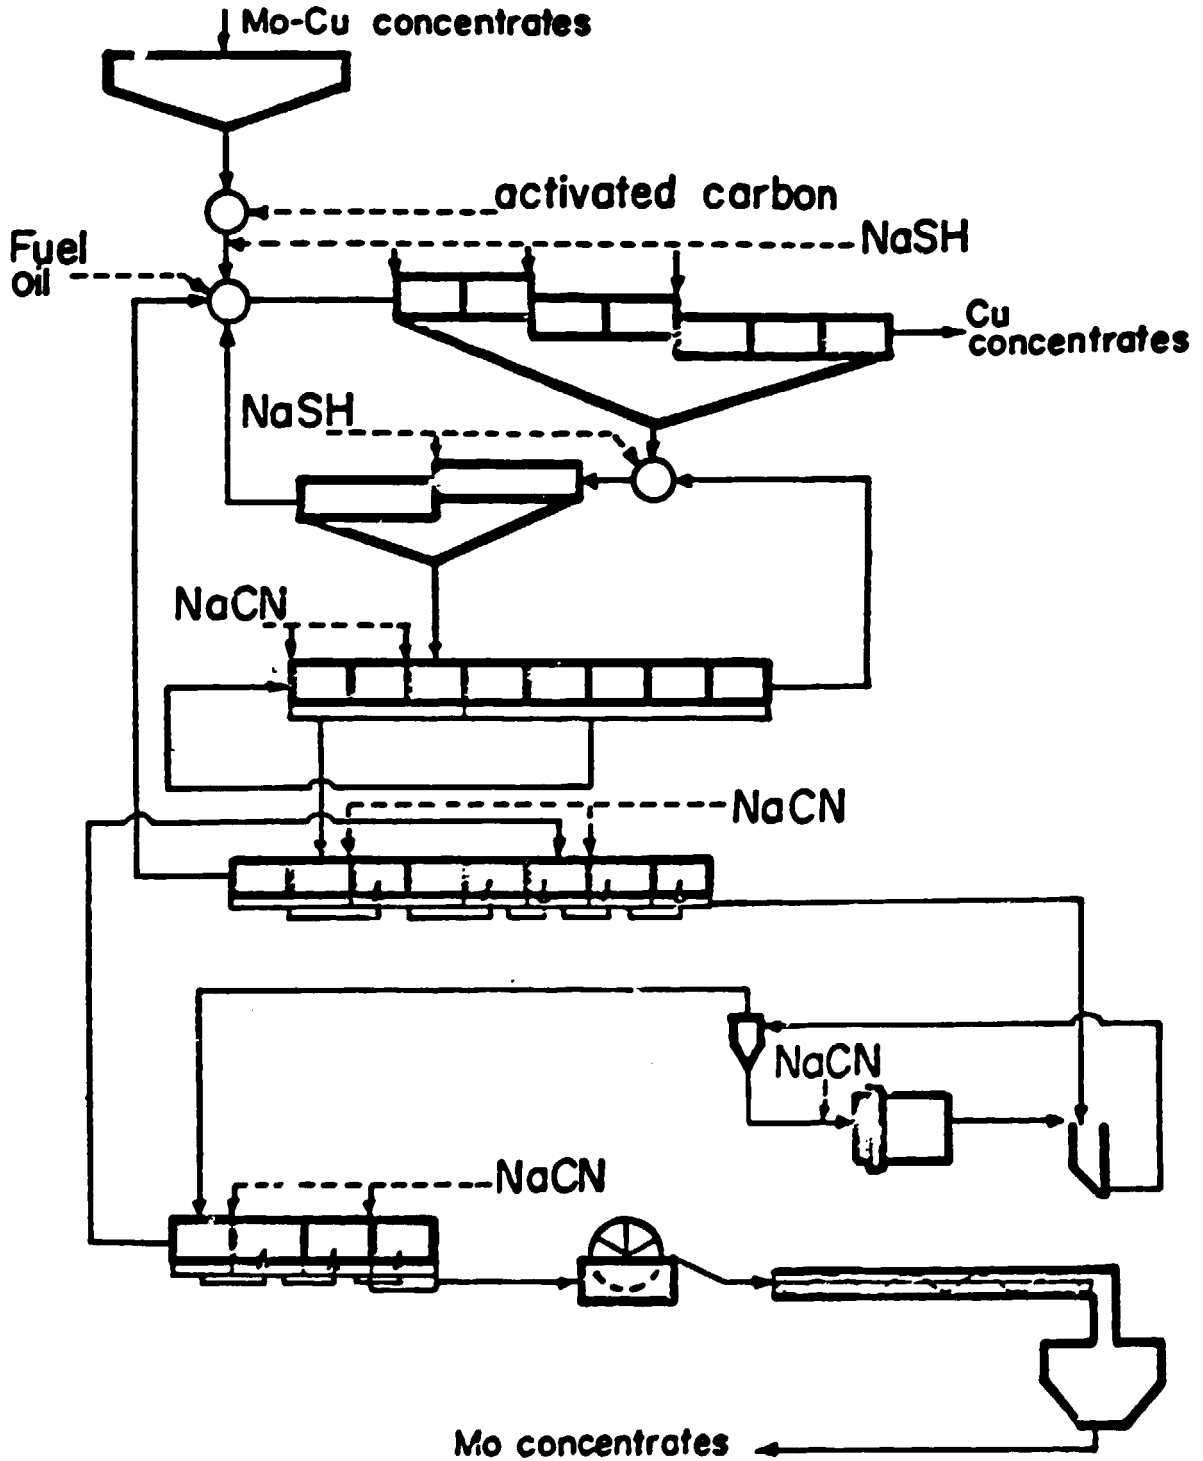 Mo-Cu concentrates
activated carbon
NaSH
Fuel
oil
Cu
concentrates
NaSH
NaCN
NaCN
NaCN
NaCN
Mo concentrates